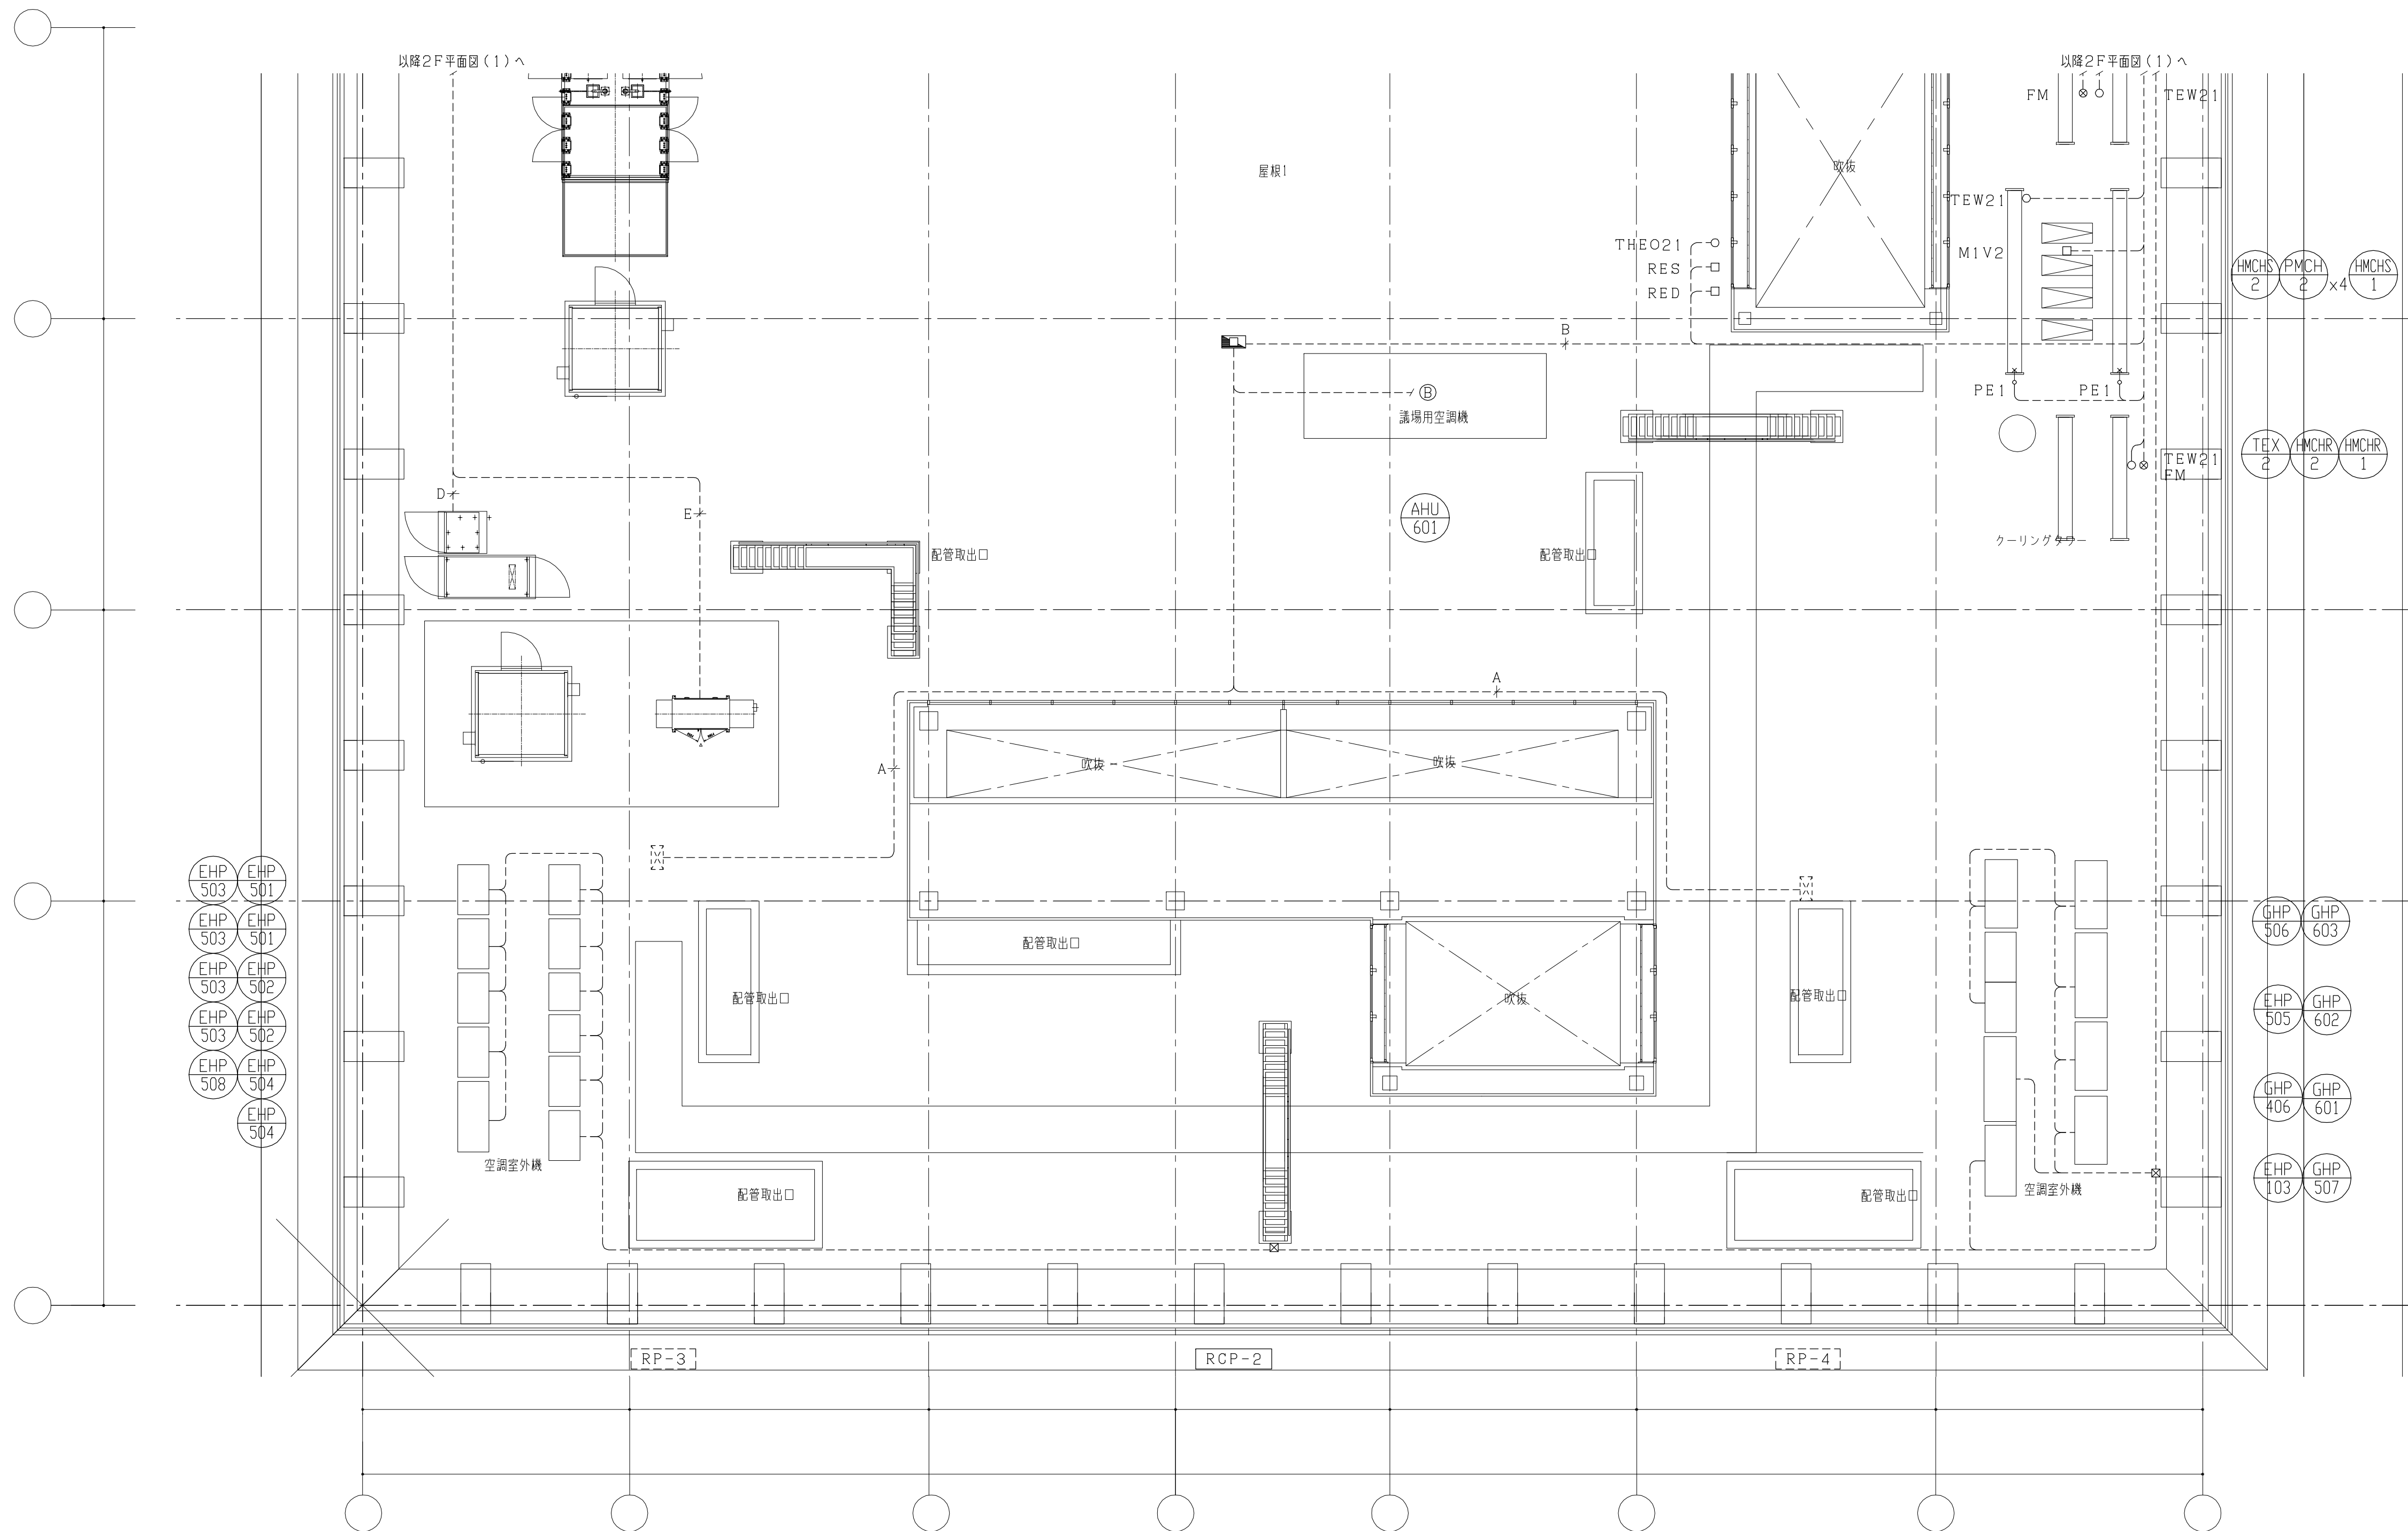 以降2F平面図(1)へ
以降2F平面図(1)へ
FM
TEW21
屋根1
吹抜
TEW21
THEO21
M1V2
RES
RED
HMCHS
2
PMCH
2
×4
HMCHS
1
B
PE1
PE1
B
議場用空調機
TEX
2
HMCHR
2
HMCHR
1
TEW21
FM
D
E
AHU
601
クーリングタワー
配管取出口
配管取出口
A
A
吹抜
吹抜
EHP
503
EHP
501
EHP
503
EHP
501
EHP
503
EHP
502
EHP
503
EHP
502
EHP
508
EHP
504
EHP
504
GHP
506
GHP
603
EHP
505
GHP
602
GHP
406
GHP
601
EHP
103
GHP
507
配管取出口
配管取出口
吹抜
配管取出口
空調室外機
空調室外機
配管取出口
配管取出口
RP-3
RCP-2
RP-4